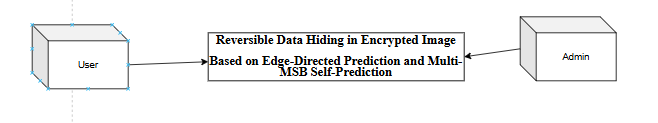 Reversible Data Hiding in Encrypted Image
Based on Edge-Directed Prediction and Multi-
MSB Self-Prediction
User
Admin